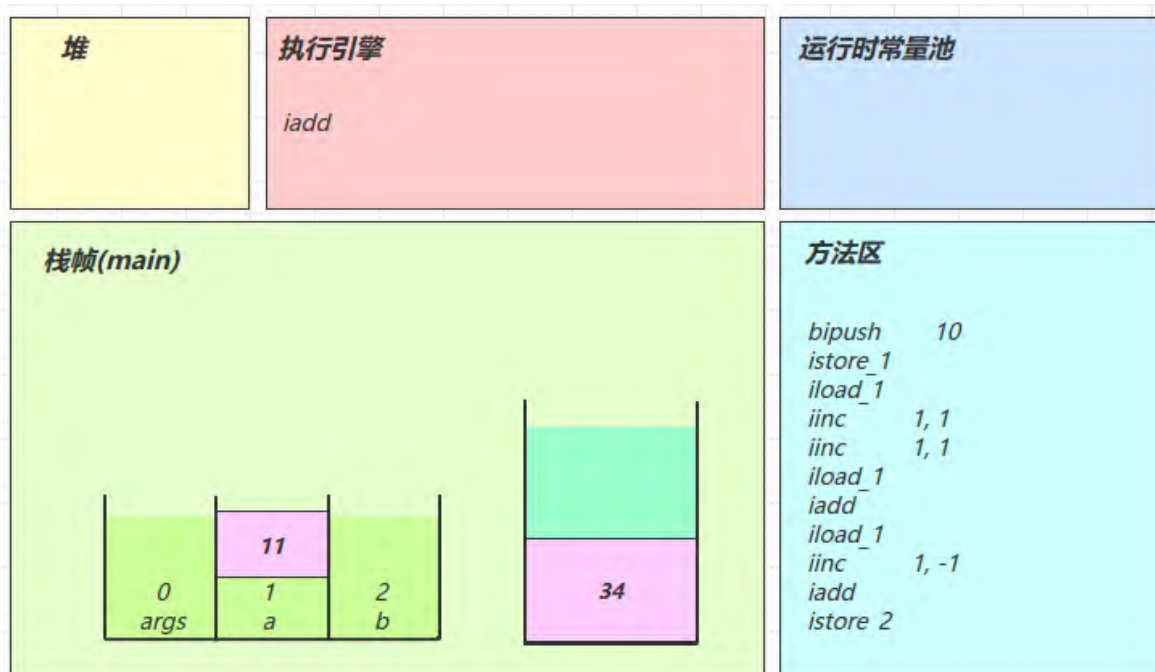 堆
执行引擎
iadd
运行时常量池
栈帧(main)
11
0
args
1
a
2
b
34
方法区
bipush 10
istore_1
iload_1
iinc 1, 1
iinc 1, 1
iload_1
iadd
iload_1
iinc 1, -1
iadd
istore 2